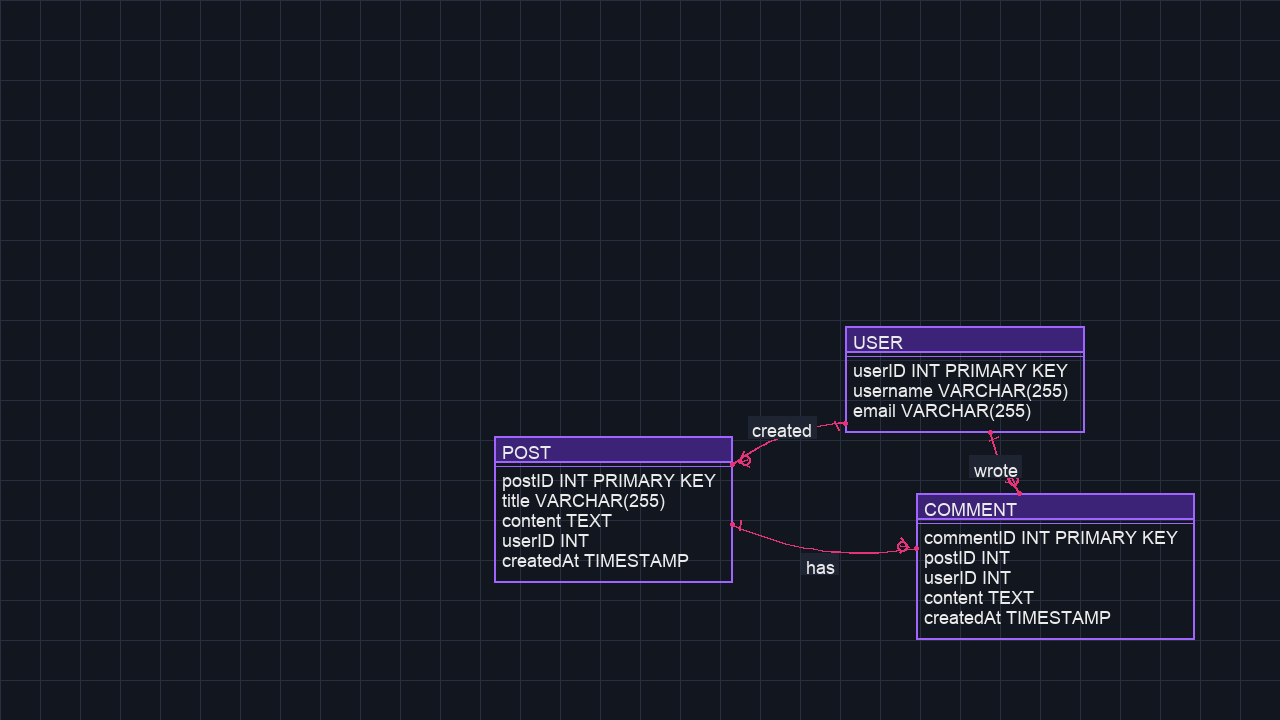 USER
userID INT PRIMARY KEY
username VARCHAR(255)
email VARCHAR(255)
created
POST
postID INT PRIMARY KEY
title VARCHAR(255)
content TEXT
userID INT
createdAt TIMESTAMP
wrote
COMMENT
commentID INT PRIMARY KEY
postID INT
userID INT
content TEXT
createdAt TIMESTAMP
has